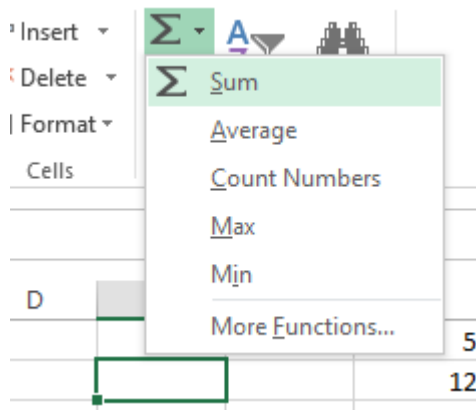 Insert
Delete
Format
Cells
Σ Sum
Average
Count Numbers
Max
Min
More Functions...
D
5
12